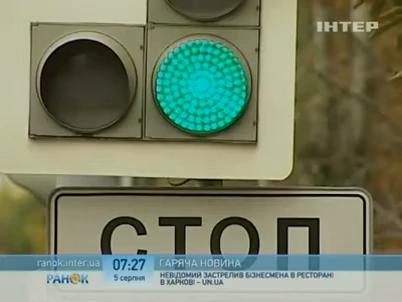 ІНТЕР
СТОП
ranok.inter.ua 07:27 ГАРЯЧА НОВИНА
РАНОК 5 серпня НЕВІДОМИЙ ЗАСТРЕЛИВ БІЗНЕСМЕНА В РЕСТОРАНІ
В ХАРКОВІ – UN.UA